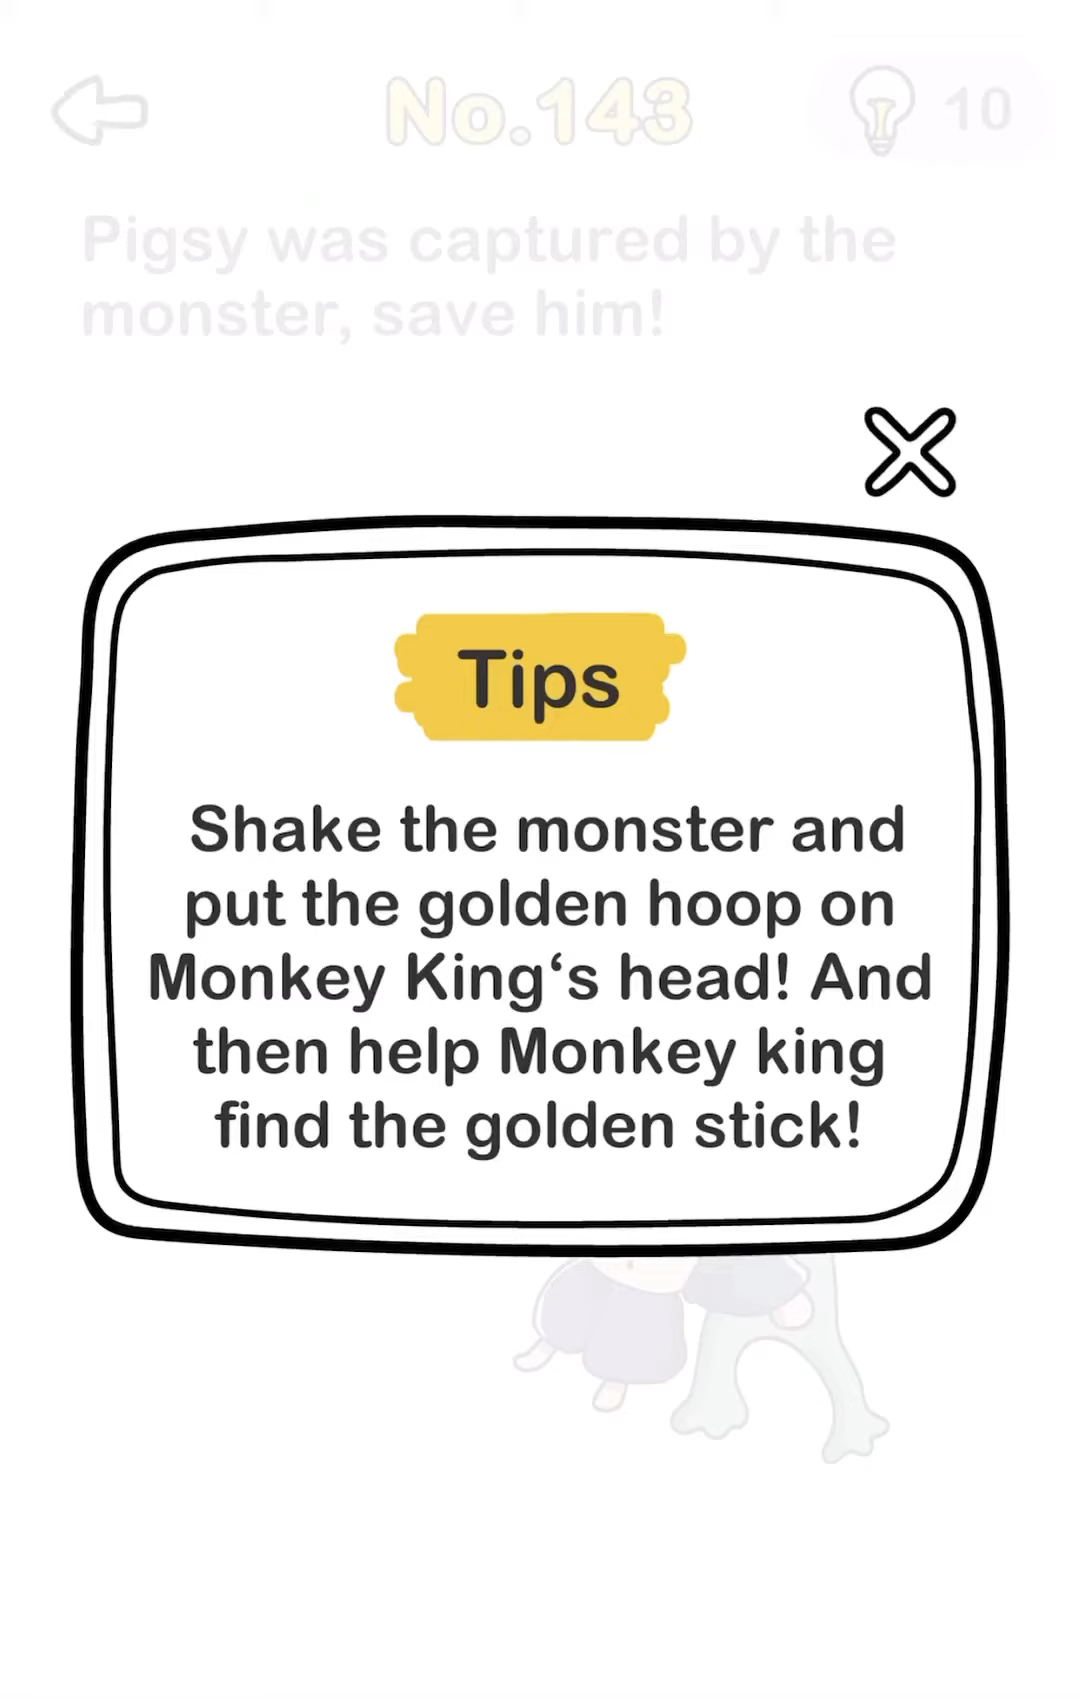 No.143
10
Pigsy was captured by the
monster, save him!
Tips
Shake the monster and
put the golden hoop on
Monkey King‘s head! And
then help Monkey king
find the golden stick!